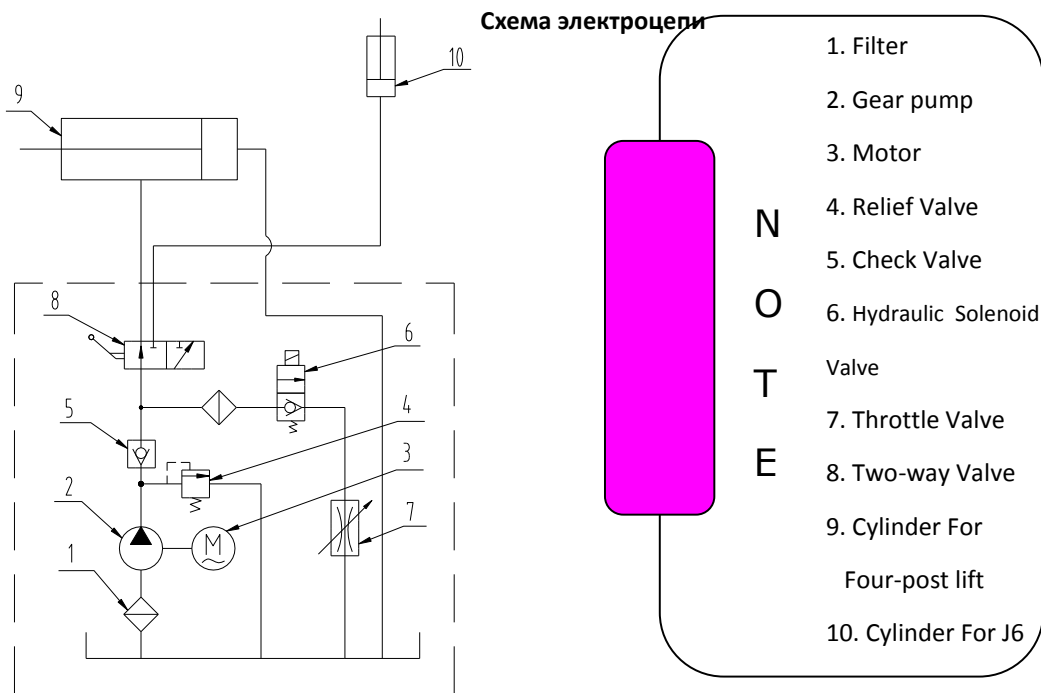 Схема электроцепи
10
9
8
6
5
4
3
2
M
7
1
N
O
T
E
1. Filter
2. Gear pump
3. Motor
4. Relief Valve
5. Check Valve
6. Hydraulic Solenoid
Valve
7. Throttle Valve
8. Two-way Valve
9. Cylinder For
Four-post lift
10. Cylinder For J6